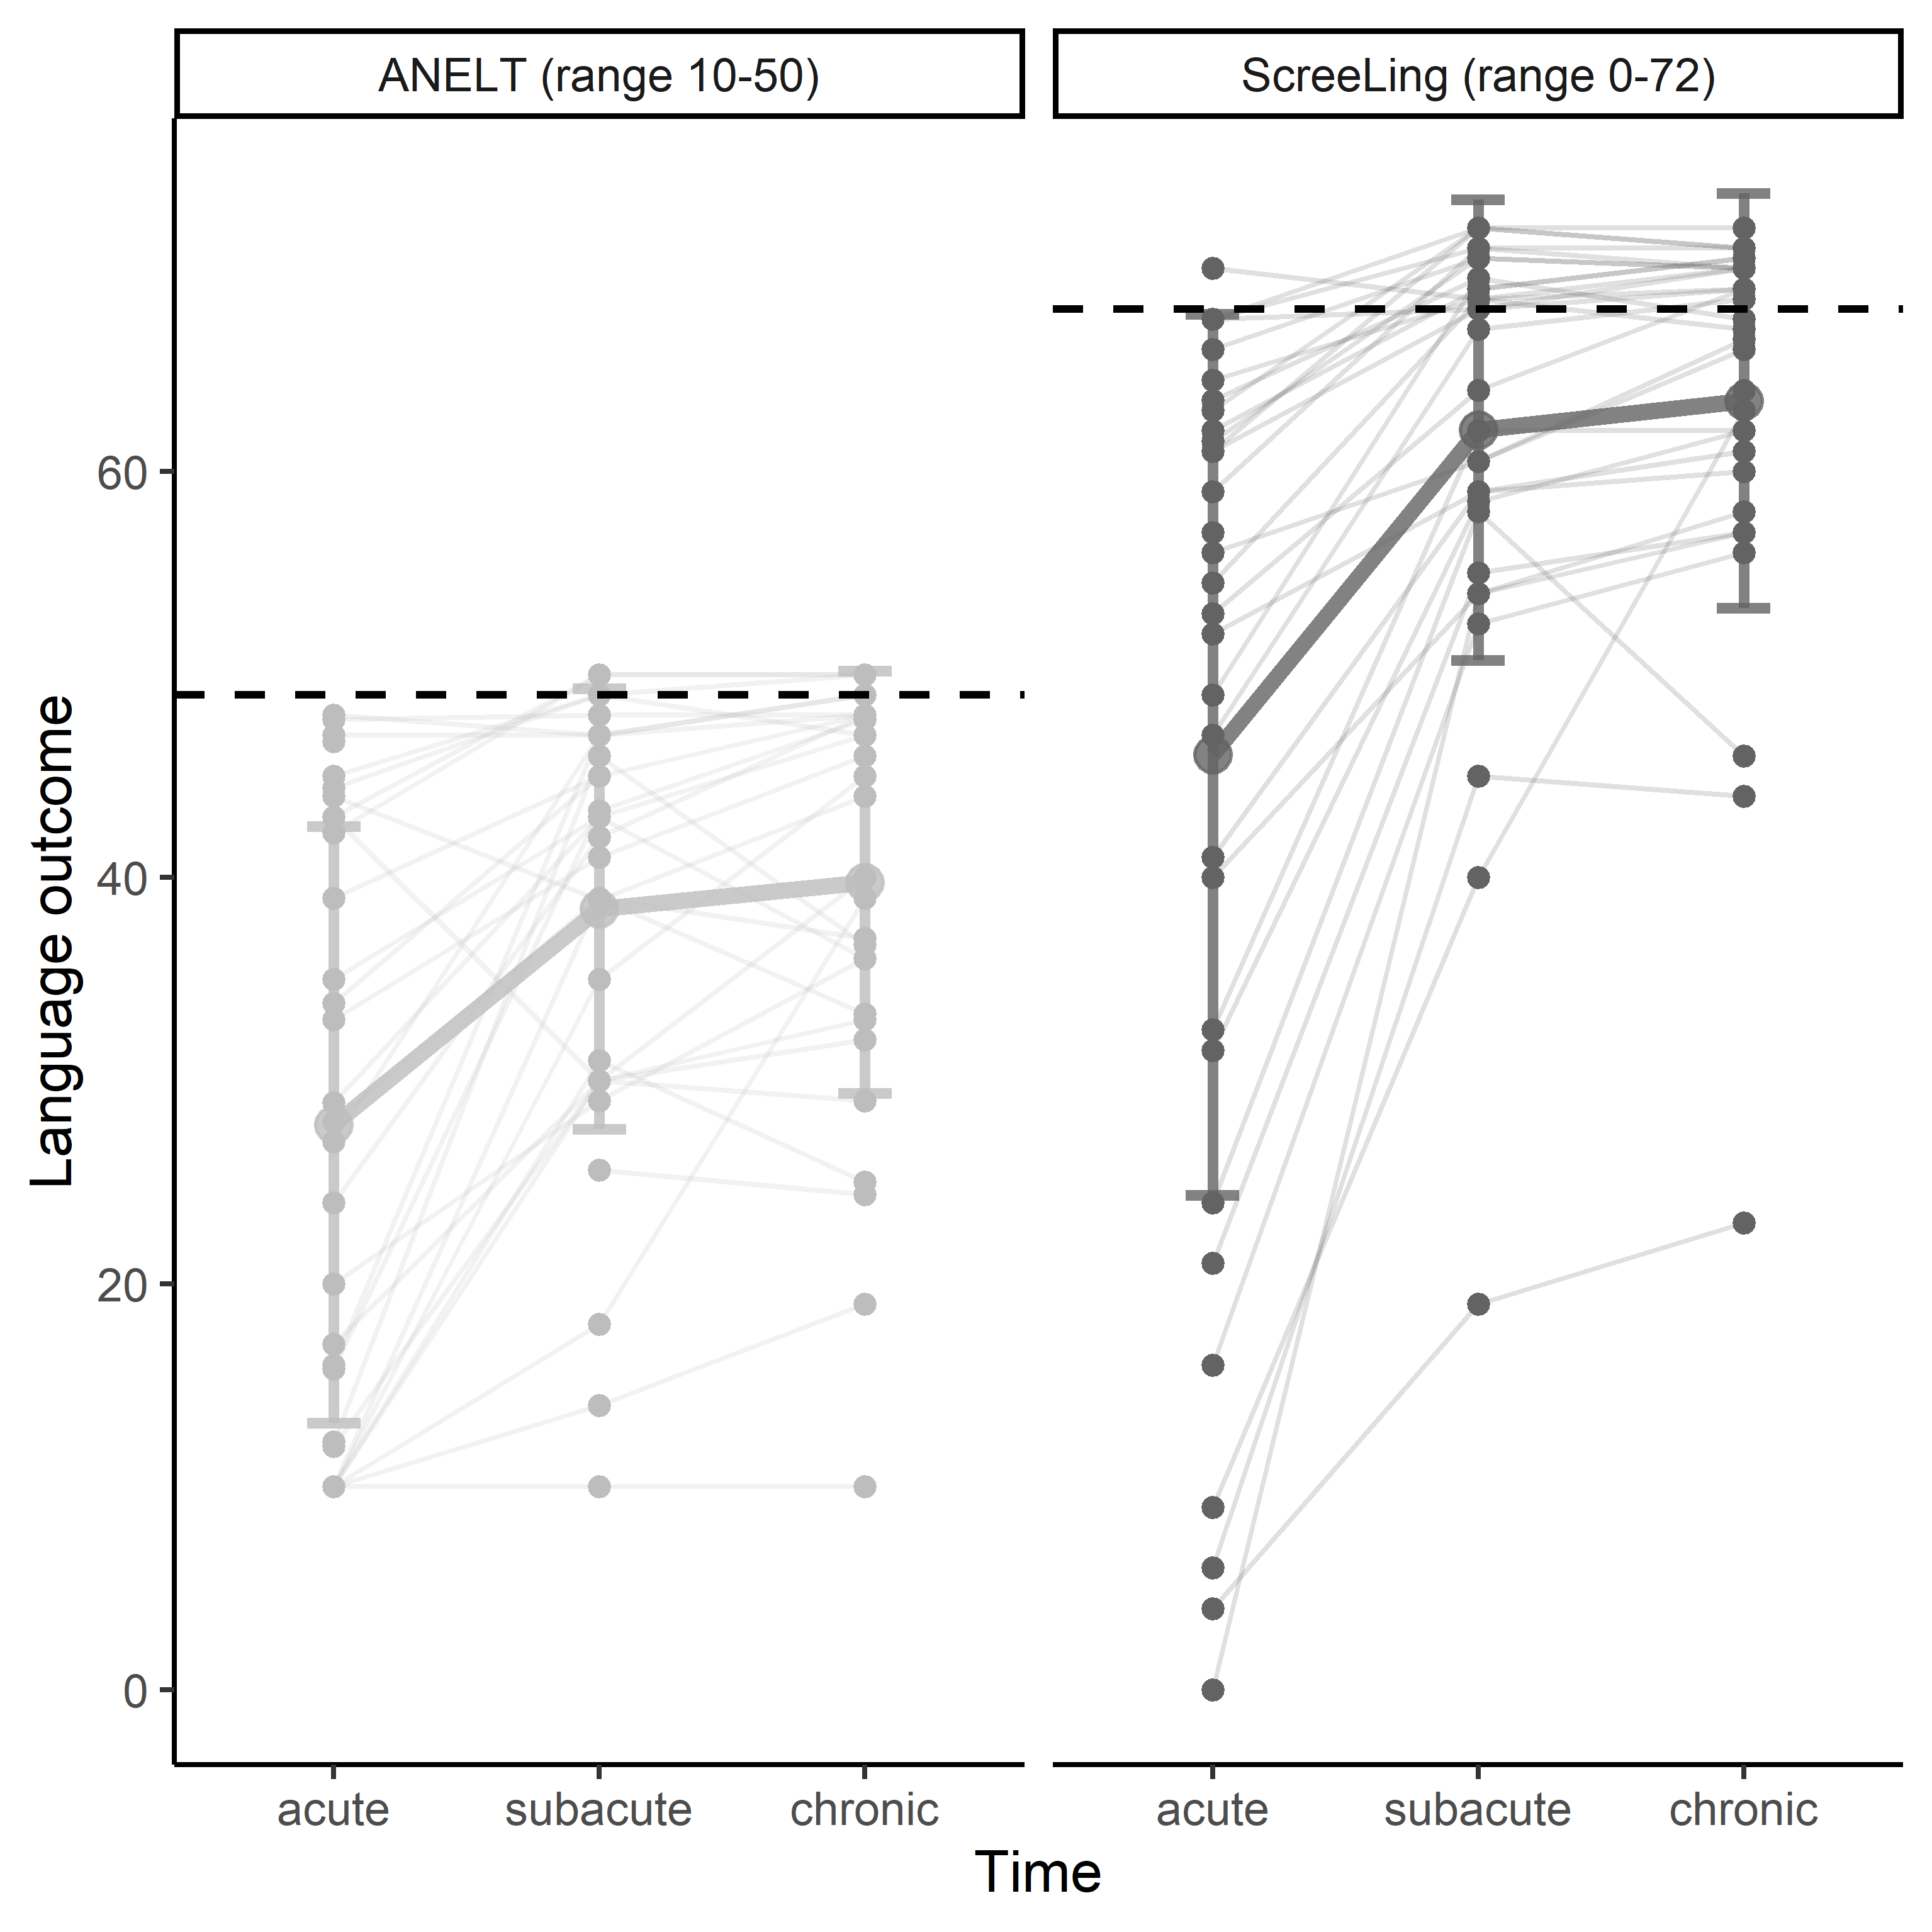 ANELT (range 10-50)
ScreeLing (range 0-72)
Language outcome
60
40
20
0
acute
subacute
chronic
acute
subacute
chronic
Time